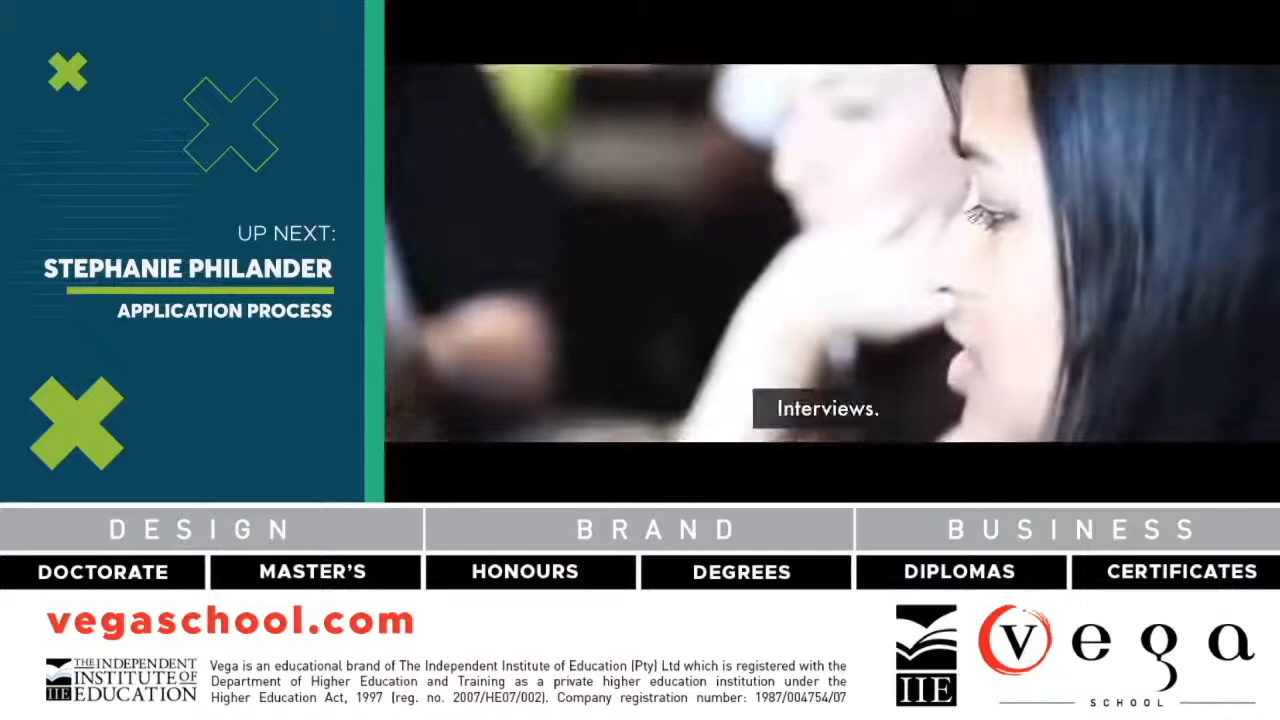 UP NEXT:
STEPHANIE PHILANDER
APPLICATION PROCESS
Interviews.
DESIGN
BRAND
BUSINESS
DOCTORATE
MASTER'S
HONOURS
DEGREES
DIPLOMAS
CERTIFICATES
vegaschool.com
THE INDEPENDENT
INSTITUTE OF
IIE EDUCATION
Vega is an educational brand of The Independent Institute of Education (Pty) Ltd which is registered with the
Department of Higher Education and Training as a private higher education institution under the
Higher Education Act, 1997 (reg. no. 2007/HE07/002). Company registration number: 1987/004754/07
IIE
vega
SCHOOL